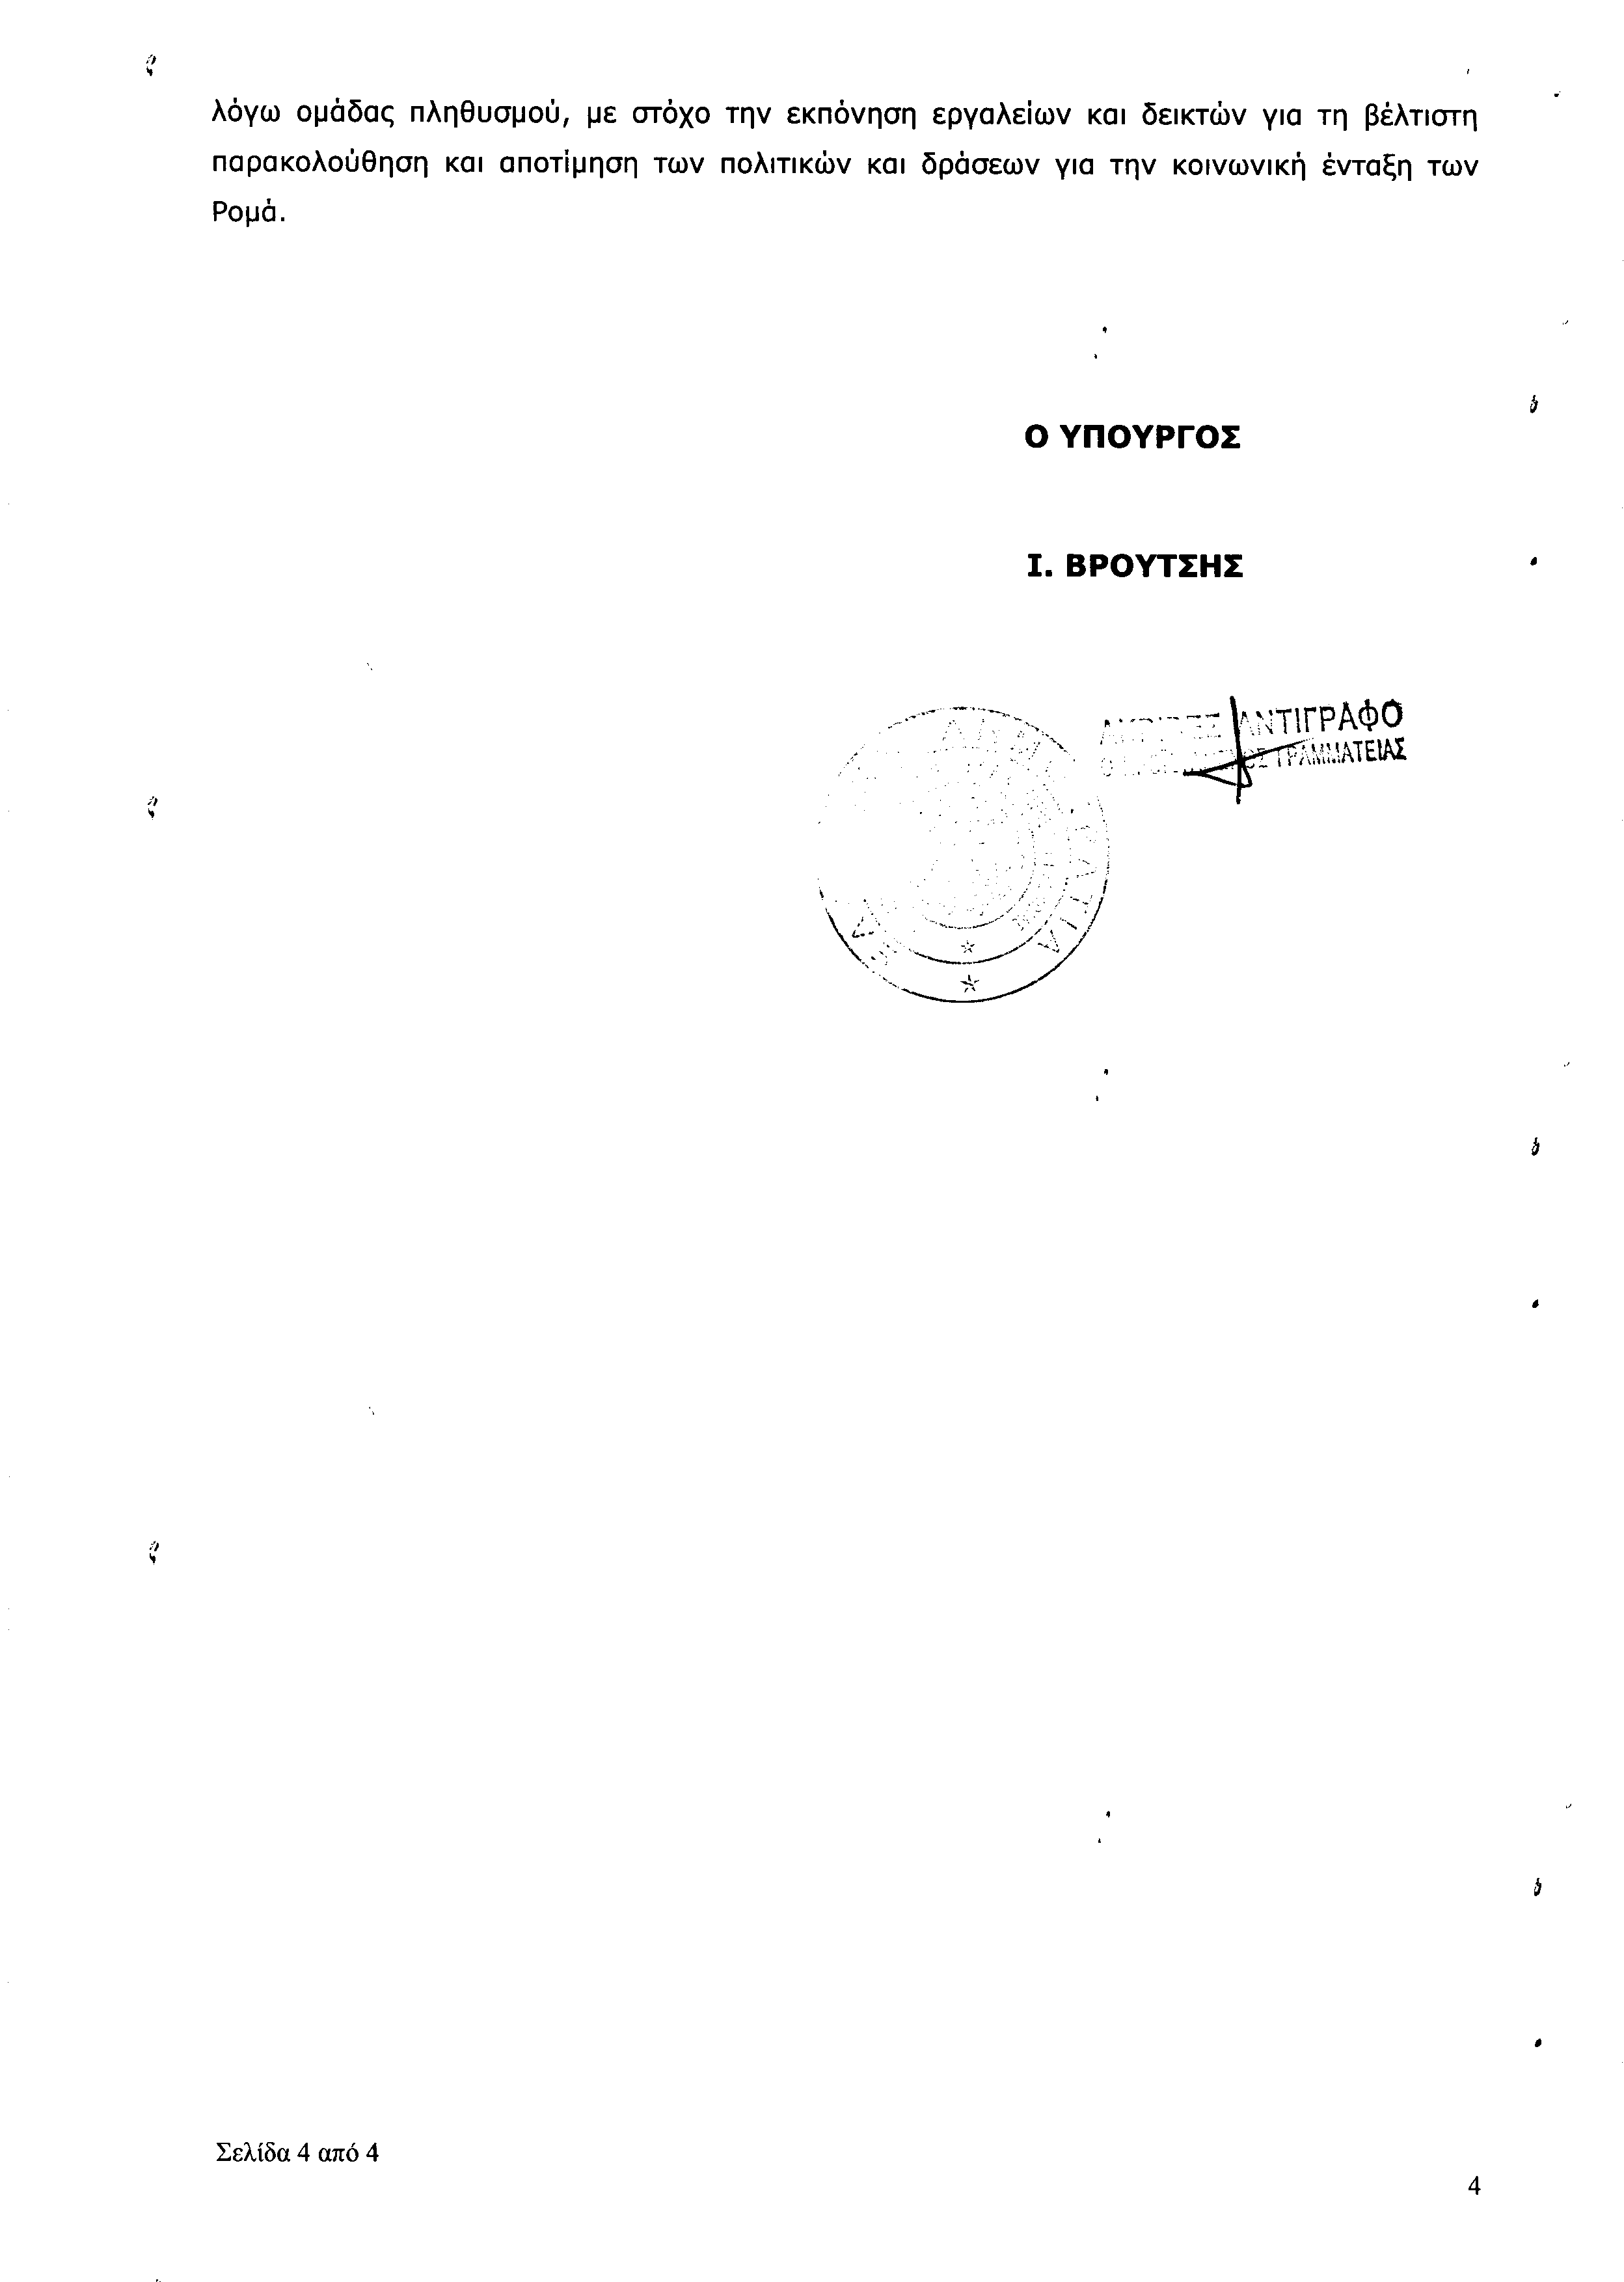 λόγω ομάδας πληθυσμού, με στόχο την εκπόνηση εργαλείων και δεικτών για τη βέλτιστη
παρακολούθηση και αποτίμηση των πολιτικών και δράσεων για την κοινωνική ένταξη των
Ρομά.
Ο ΥΠΟΥΡΓΟΣ
Ι. ΒΡΟΥΤΣΗΣ
ΑΝΤΙΓΡΑΦΟ
ΓΡΑΜΜΑΤΕΙΑΣ
Σελίδα 4 από 4
4